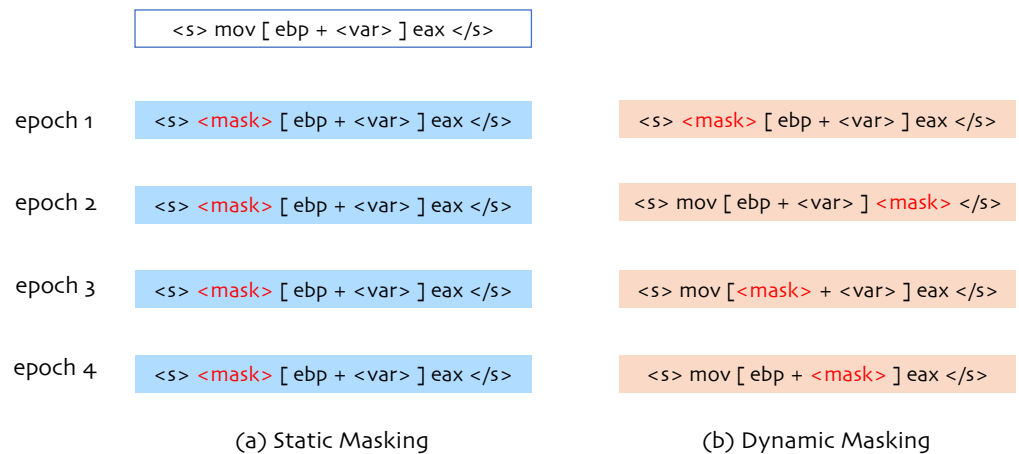 <s> mov [ ebp + <var> ] eax </s>
epoch 1 <s> <mask> [ ebp + <var> ] eax </s> <s> <mask> [ ebp + <var> ] eax </s>
epoch 2 <s> <mask> [ ebp + <var> ] eax </s> <s> mov [ ebp + <var> ] <mask> </s>
epoch 3 <s> <mask> [ ebp + <var> ] eax </s> <s> mov [<mask> + <var> ] eax </s>
epoch 4 <s> <mask> [ ebp + <var> ] eax </s> <s> mov [ ebp + <mask> ] eax </s>
(a) Static Masking (b) Dynamic Masking